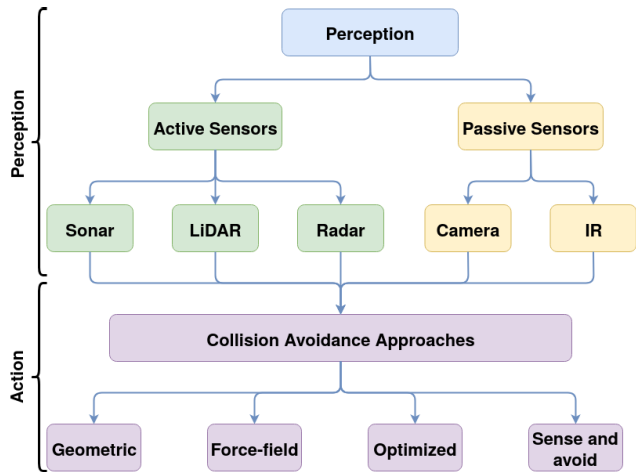 Perception
Perception
Active Sensors
Passive Sensors
Sonar
LiDAR
Radar
Camera
IR
Action
Collision Avoidance Approaches
Geometric
Force-field
Optimized
Sense and
avoid